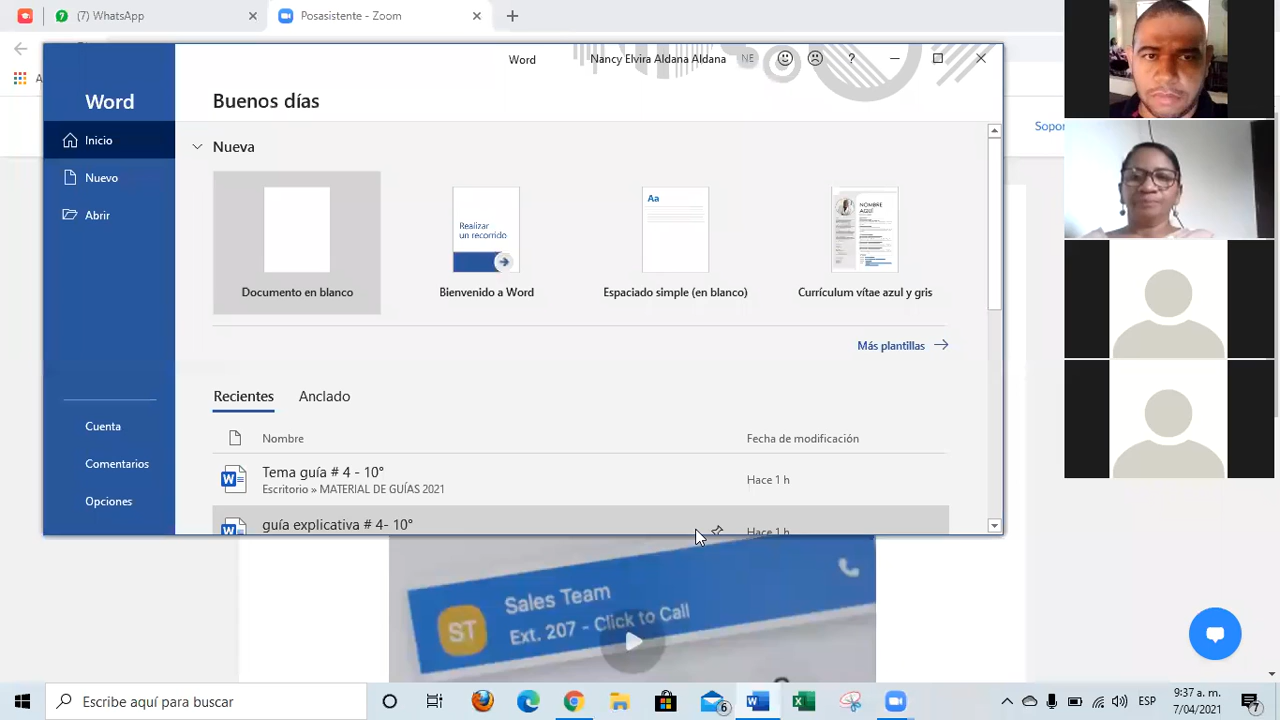 (7) WhatsApp
Posasistente - Zoom
Word
Nancy Elvira Aldana Aldana
NE
?
Word
Buenos días
Sopor
Inicio
Nueva
Nuevo
Abrir
Aa
Realizar
un recorrido
NOMBRE
AQUÍ
Documento en blanco
Bienvenido a Word
Espaciado simple (en blanco)
Currículum vítae azul y gris
Más plantillas
Recientes
Anclado
Cuenta
Nombre
Fecha de modificación
Comentarios
Tema guía # 4 - 10°
Hace 1 h
Escritorio » MATERIAL DE GUÍAS 2021
Opciones
guía explicativa # 4- 10°
Hace 1 h
Sales Team
ST
Ext. 207 - Click to Call
Escribe aquí para buscar
6
ESP
9:37 a. m.
7/04/2021
7